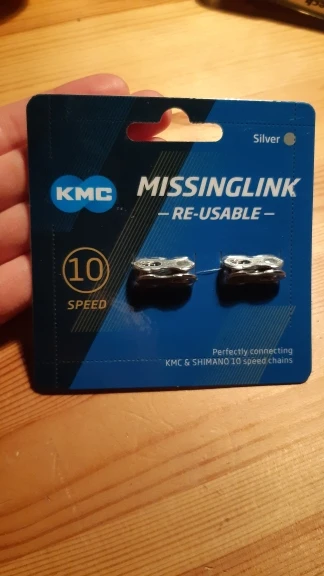 Silver
KMC
MISSINGLINK
– RE-USABLE –
10
SPEED
Perfectly connecting
KMC & SHIMANO 10 speed chains